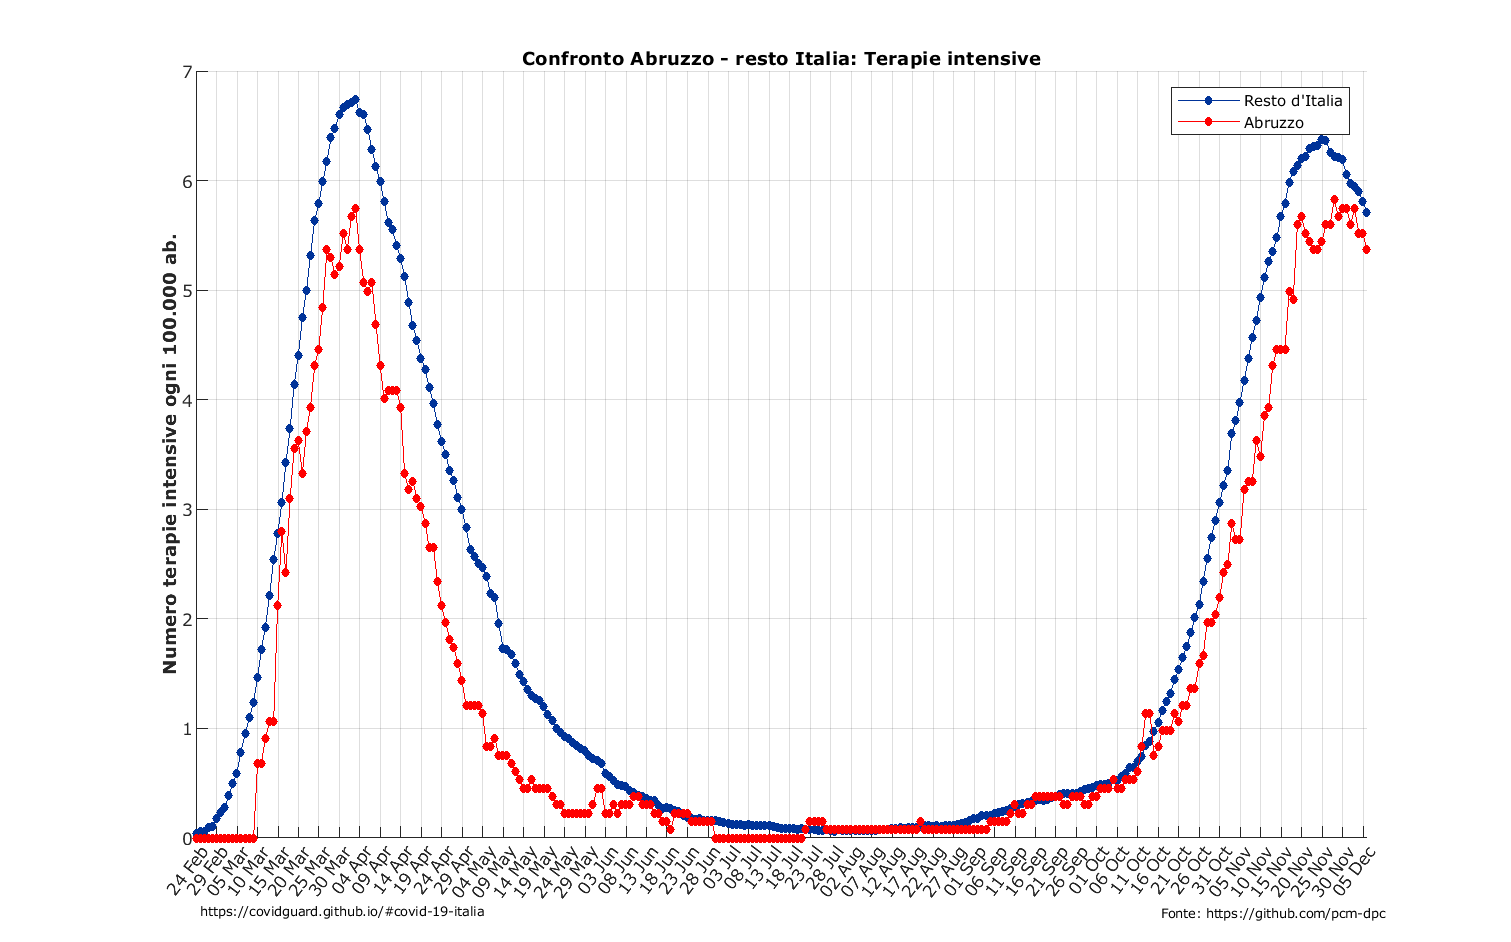 Confronto Abruzzo - resto Italia: Terapie intensive
Resto d'Italia
Abruzzo
Numero terapie intensive ogni 100.000 ab.
7
6
5
4
3
2
1
0
24 Feb
29 Feb
05 Mar
10 Mar
15 Mar
20 Mar
25 Mar
30 Mar
04 Apr
09 Apr
14 Apr
19 Apr
24 Apr
29 Apr
04 May
09 May
14 May
19 May
24 May
29 May
03 Jun
08 Jun
13 Jun
18 Jun
23 Jun
28 Jun
03 Jul
08 Jul
13 Jul
18 Jul
23 Jul
28 Jul
02 Aug
07 Aug
12 Aug
17 Aug
22 Aug
27 Aug
01 Sep
06 Sep
11 Sep
16 Sep
21 Sep
26 Sep
01 Oct
06 Oct
11 Oct
16 Oct
21 Oct
26 Oct
31 Oct
05 Nov
10 Nov
15 Nov
20 Nov
25 Nov
30 Nov
05 Dec
https://covidguard.github.io/#covid-19-italia
Fonte: https://github.com/pcm-dpc